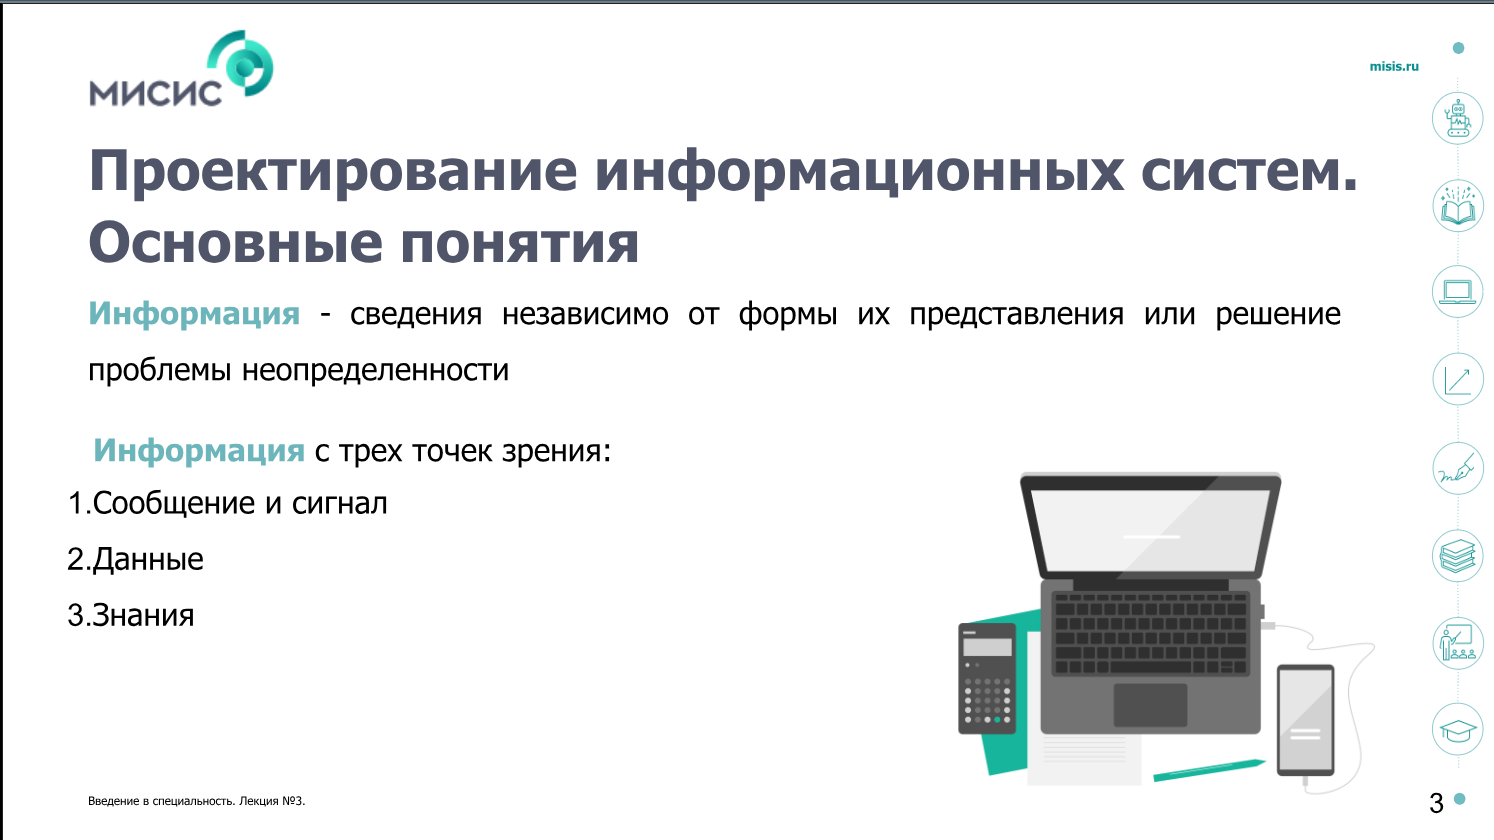 МИСИС
misis.ru
Проектирование информационных систем.
Основные понятия
Информация - сведения независимо от формы их представления или решение
проблемы неопределенности
Информация с трех точек зрения:
1.Сообщение и сигнал
2.Данные
3.Знания
Введение в специальность. Лекция №3.
3